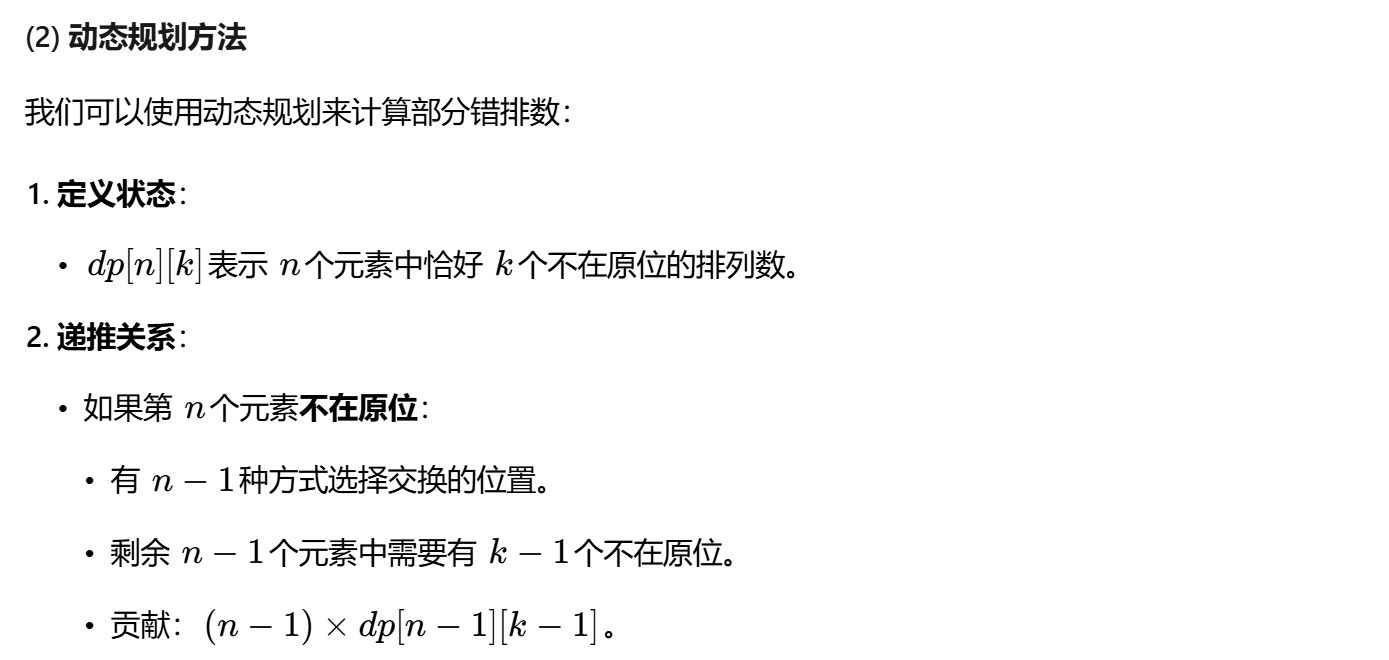 (2) 动态规划方法
我们可以使用动态规划来计算部分错排数：
1. 定义状态：
• dp[n][k]表示 n个元素中恰好 k个不在原位的排列数。
2. 递推关系：
• 如果第 n个元素不在原位：
• 有 n − 1种方式选择交换的位置。
• 剩余 n − 1个元素中需要有 k − 1个不在原位。
• 贡献：(n − 1) × dp[n − 1][k − 1]。